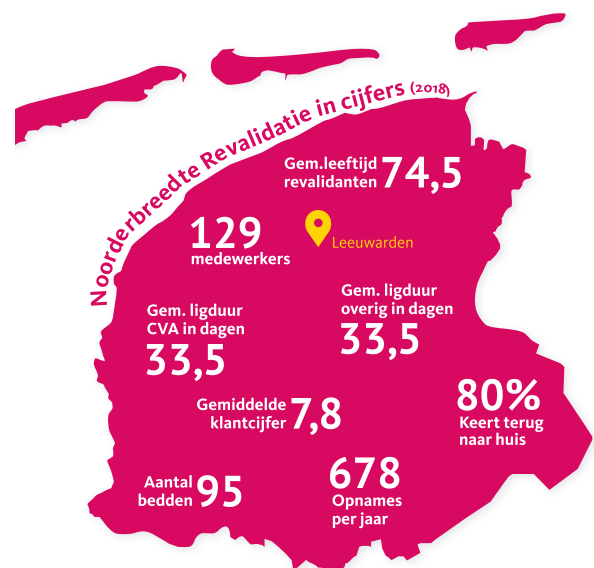 Noorderbreedte Revalidatie in cijfers (2018)
Gem.leeftijd
revalidanten 74,5
129
medewerkers
Leeuwarden
Gem. ligduur
CVA in dagen
33,5
Gem. ligduur
overig in dagen
33,5
Gemiddelde
klantcijfer 7,8
80%
Keert terug
naar huis
Aantal
bedden 95
678
Opnames
per jaar